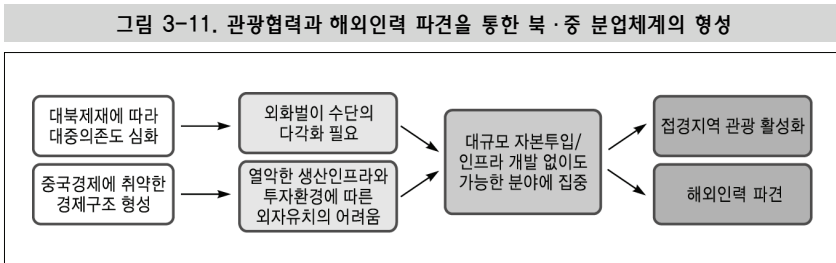 그림 3-11. 관광협력과 해외인력 파견을 통한 북·중 분업체계의 형성
대북제재에 따라
대중의존도 심화
외화벌이 수단의
다각화 필요
중국경제에 취약한
경제구조 형성
열악한 생산인프라와
투자환경에 따른
외자유치의 어려움
대규모 자본투입/
인프라 개발 없이도
가능한 분야에 집중
접경지역 관광 활성화
해외인력 파견